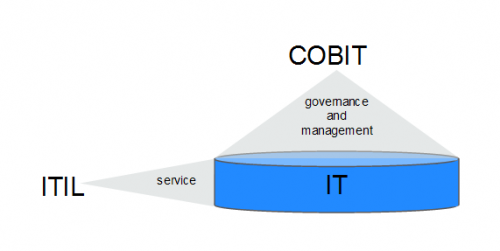 COBIT
governance
and
management
ITIL
service
IT